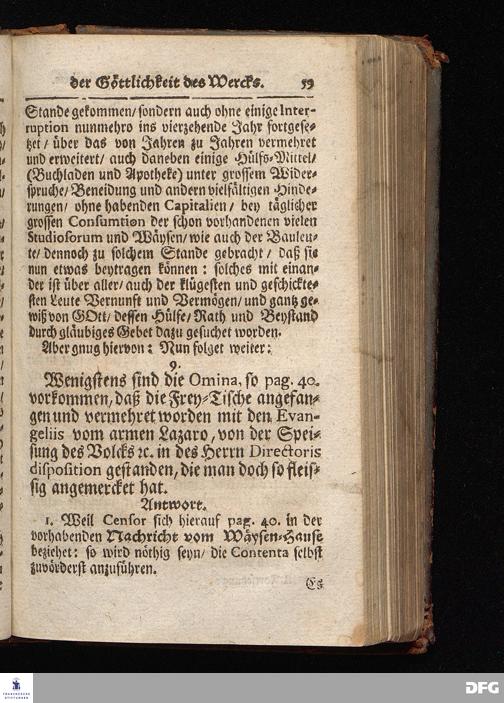 der Göttlichkeit des Wercks. 59
Stande gekommen/ sondern auch ohne einige Inter-
ruption nunmehro ins vierzehende Jahr fortgese-
tzet/ über das von Jahren zu Jahren vermehret
und erweitert/ auch daneben einige Hülfs-Mittel/
(Buchladen und Apotheke) unter grossem Wider-
spruche/ Beneidung und andern vielfältigen Hinde-
rungen/ ohne habenden Capitalien/ bey täglicher
grossen Consumtion der schon vorhandenen vielen
Studiosorum und Wäysen/ wie auch der Bauleu-
te/ dennoch zu solchem Stande gebracht/ daß sie
nun etwas beytragen können: solches mit einan-
der ist über aller/ auch der klügesten und geschickte-
sten Leute Vernunft und Vermögen/ und gantz ge-
wiß von GOtt/ dessen Hülfe/ Rath und Beystand
durch gläubiges Gebet dazu gesuchet worden.
Aber gnug hiervon: Nun folget weiter:
9.
Wenigstens sind die Omina, so pag. 40.
vorkommen, daß die Frey-Tische angefan-
gen und vermehret worden mit den Evan-
geliis vom armen Lazaro, von der Spei-
sung des Volcks ꝛc. in des Herrn Directoris
disposition gestanden, die man doch so fleis-
sig angemercket hat.
Antwort.
1. Weil Censor sich hierauf pag. 40. in der
vorhabenden Nachricht vom Wäysen-Hause
beziehet: so wird nöthig seyn/ die Contenta selbst
zuvörderst anzuführen.
Es
FRANCKESCHE
STIFTUNGEN
DFG